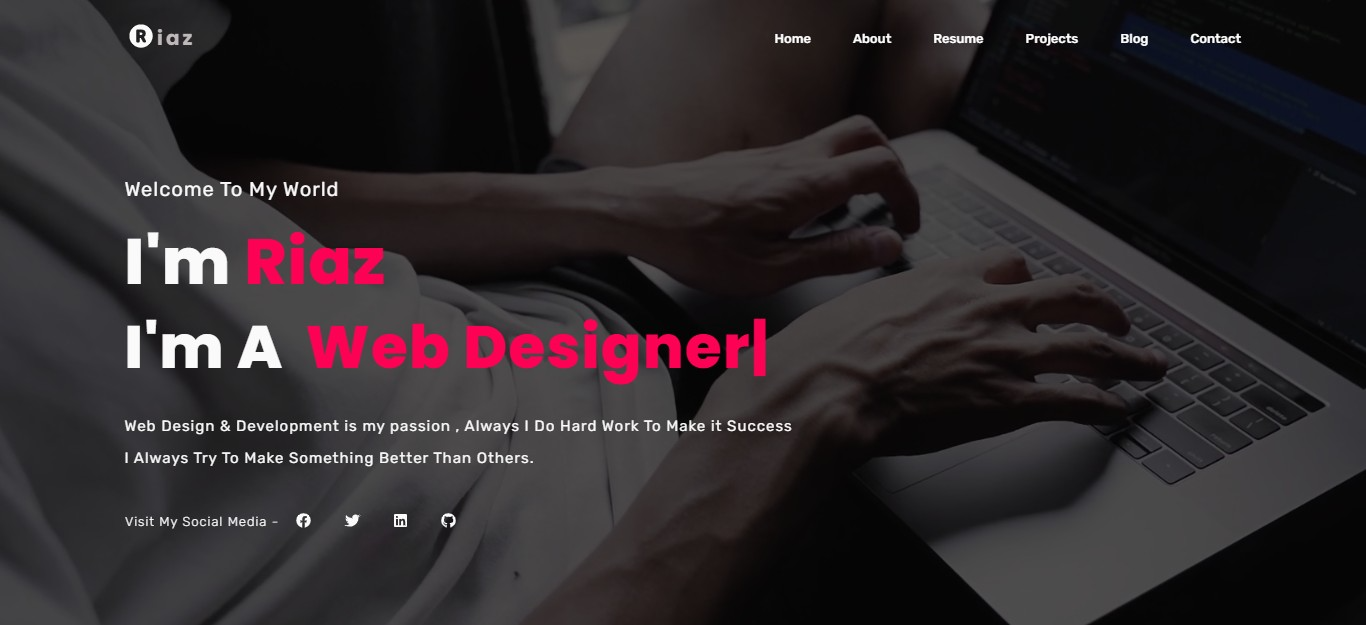 Riaz
Home About Resume Projects Blog Contact
Welcome To My World
I'm Riaz
I'm A Web Designer|
Web Design & Development is my passion , Always I Do Hard Work To Make it Success
I Always Try To Make Something Better Than Others.
Visit My Social Media -